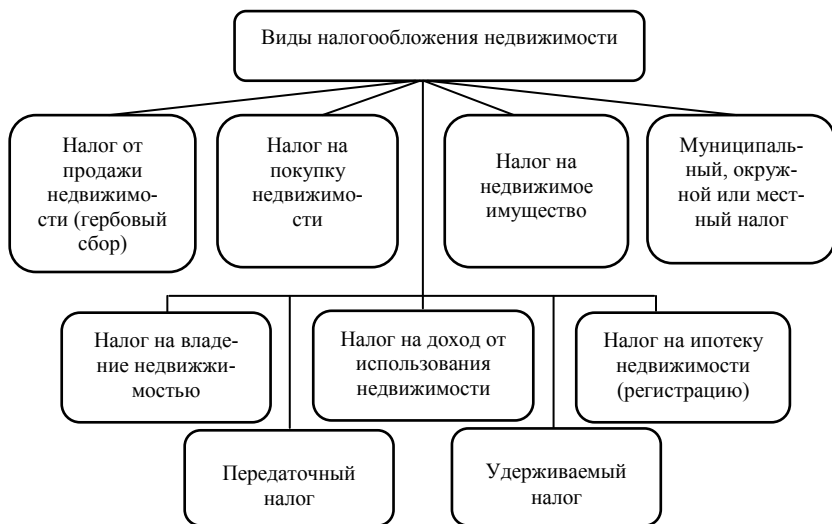 Виды налогообложения недвижимости
Налог от
продажи
недвижимо-
сти (гербовый
сбор)
Налог на
покупку
недвижимо-
сти
Налог на
недвижимое
имущество
Муниципаль-
ный, окруж-
ной или мест-
ный налог
Налог на владе-
ние недвижжи-
мостью
Налог на доход от
использования
недвижимости
Налог на ипотеку
недвижимости
(регистрацию)
Передаточный
налог
Удерживаемый
налог